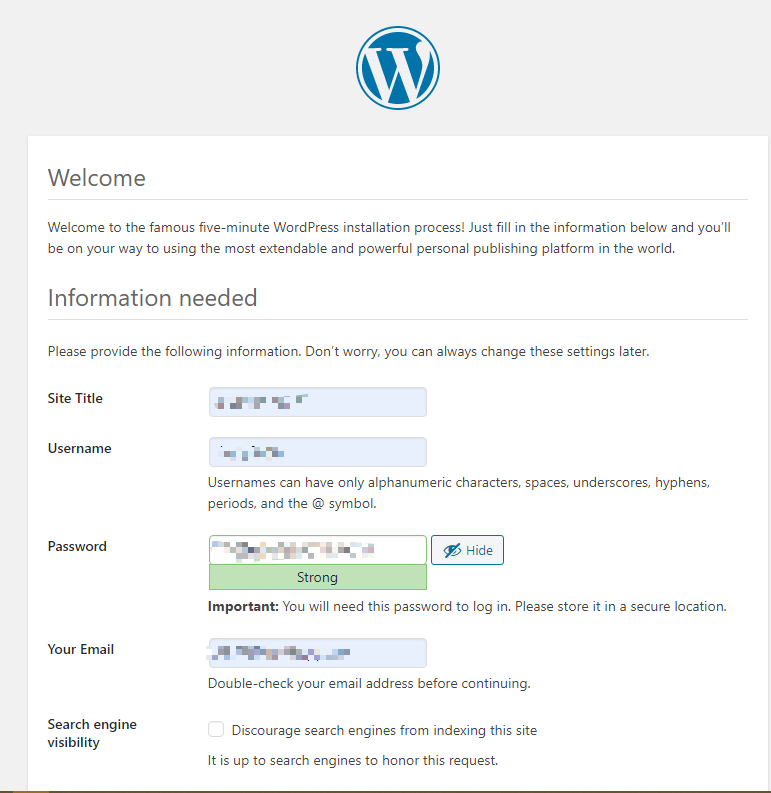 Welcome
Welcome to the famous five-minute WordPress installation process! Just fill in the information below and you’ll
be on your way to using the most extendable and powerful personal publishing platform in the world.
Information needed
Please provide the following information. Don’t worry, you can always change these settings later.
Site Title
Username
Usernames can have only alphanumeric characters, spaces, underscores, hyphens,
periods, and the @ symbol.
Password
Hide
Strong
Important: You will need this password to log in. Please store it in a secure location.
Your Email
Double-check your email address before continuing.
Search engine
visibility
Discourage search engines from indexing this site
It is up to search engines to honor this request.